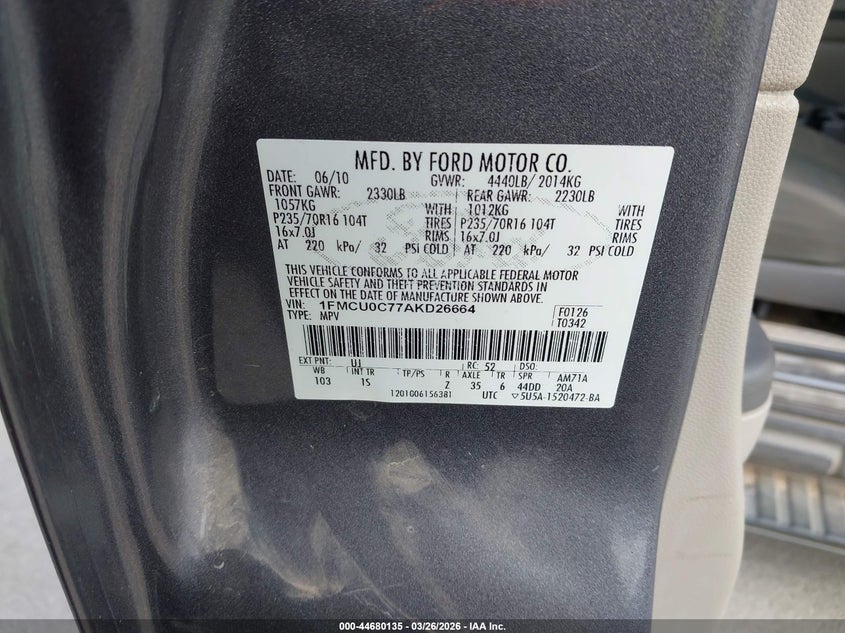 MFD. BY FORD MOTOR CO.
DATE: 06/10 GVWR: 4440LB/ 2014KG
FRONT GAWR: 2330LB REAR GAWR: 2230LB
1057KG WITH 1012KG WITH
P235/70R16 104T TIRES P235/70R16 104T TIRES
16x7.0J RIMS 16x7.0J RIMS
AT 220 kPa/ 32 PSI COLD AT 220 kPa/ 32 PSI COLD
THIS VEHICLE CONFORMS TO ALL APPLICABLE FEDERAL MOTOR
VEHICLE SAFETY AND THEFT PREVENTION STANDARDS IN
EFFECT ON THE DATE OF MANUFACTURE SHOWN ABOVE.
VIN: 1FMCU0C77AKD26664 F0126
TYPE: MPV T0342
EXT PNT: UJ RC: 52 DSO:
WB INT TR TP/PS R AXLE TR SPR AM71A
103 1S Z 35 6 44DD 20A
1201006156381 UTC ▽5U5A-1520472-BA
000-44680135 — 03/26/2026 — IAA Inc.